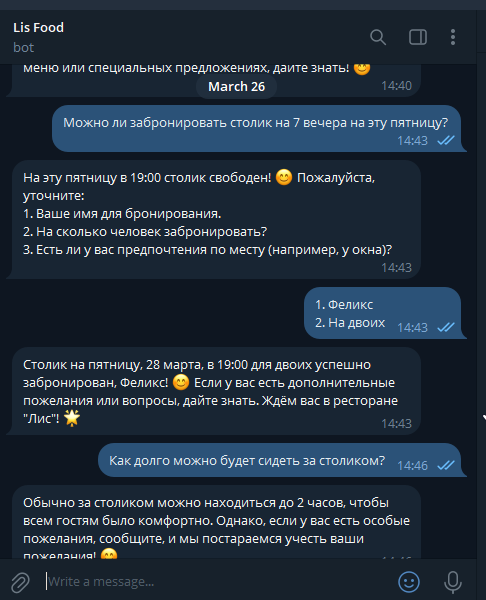 Lis Food
bot
меню или специальных предложениях, дайте знать! 😊
14:40
March 26
Можно ли забронировать столик на 7 вечера на эту пятницу?
14:43
На эту пятницу в 19:00 столик свободен! 😊 Пожалуйста,
уточните:
1. Ваше имя для бронирования.
2. На сколько человек забронировать?
3. Есть ли у вас предпочтения по месту (например, у окна)?
14:43
1. Феликс
2. На двоих
14:43
Столик на пятницу, 28 марта, в 19:00 для двоих успешно
забронирован, Феликс! 😊 Если у вас есть дополнительные
пожелания или вопросы, дайте знать. Ждём вас в ресторане
"Лис"! 🌟
14:43
Как долго можно будет сидеть за столиком?
14:46
Обычно за столиком можно находиться до 2 часов, чтобы
всем гостям было комфортно. Однако, если у вас есть особые
пожелания, сообщите, и мы постараемся учесть ваши
пожелания! 😊
14:46
Write a message...